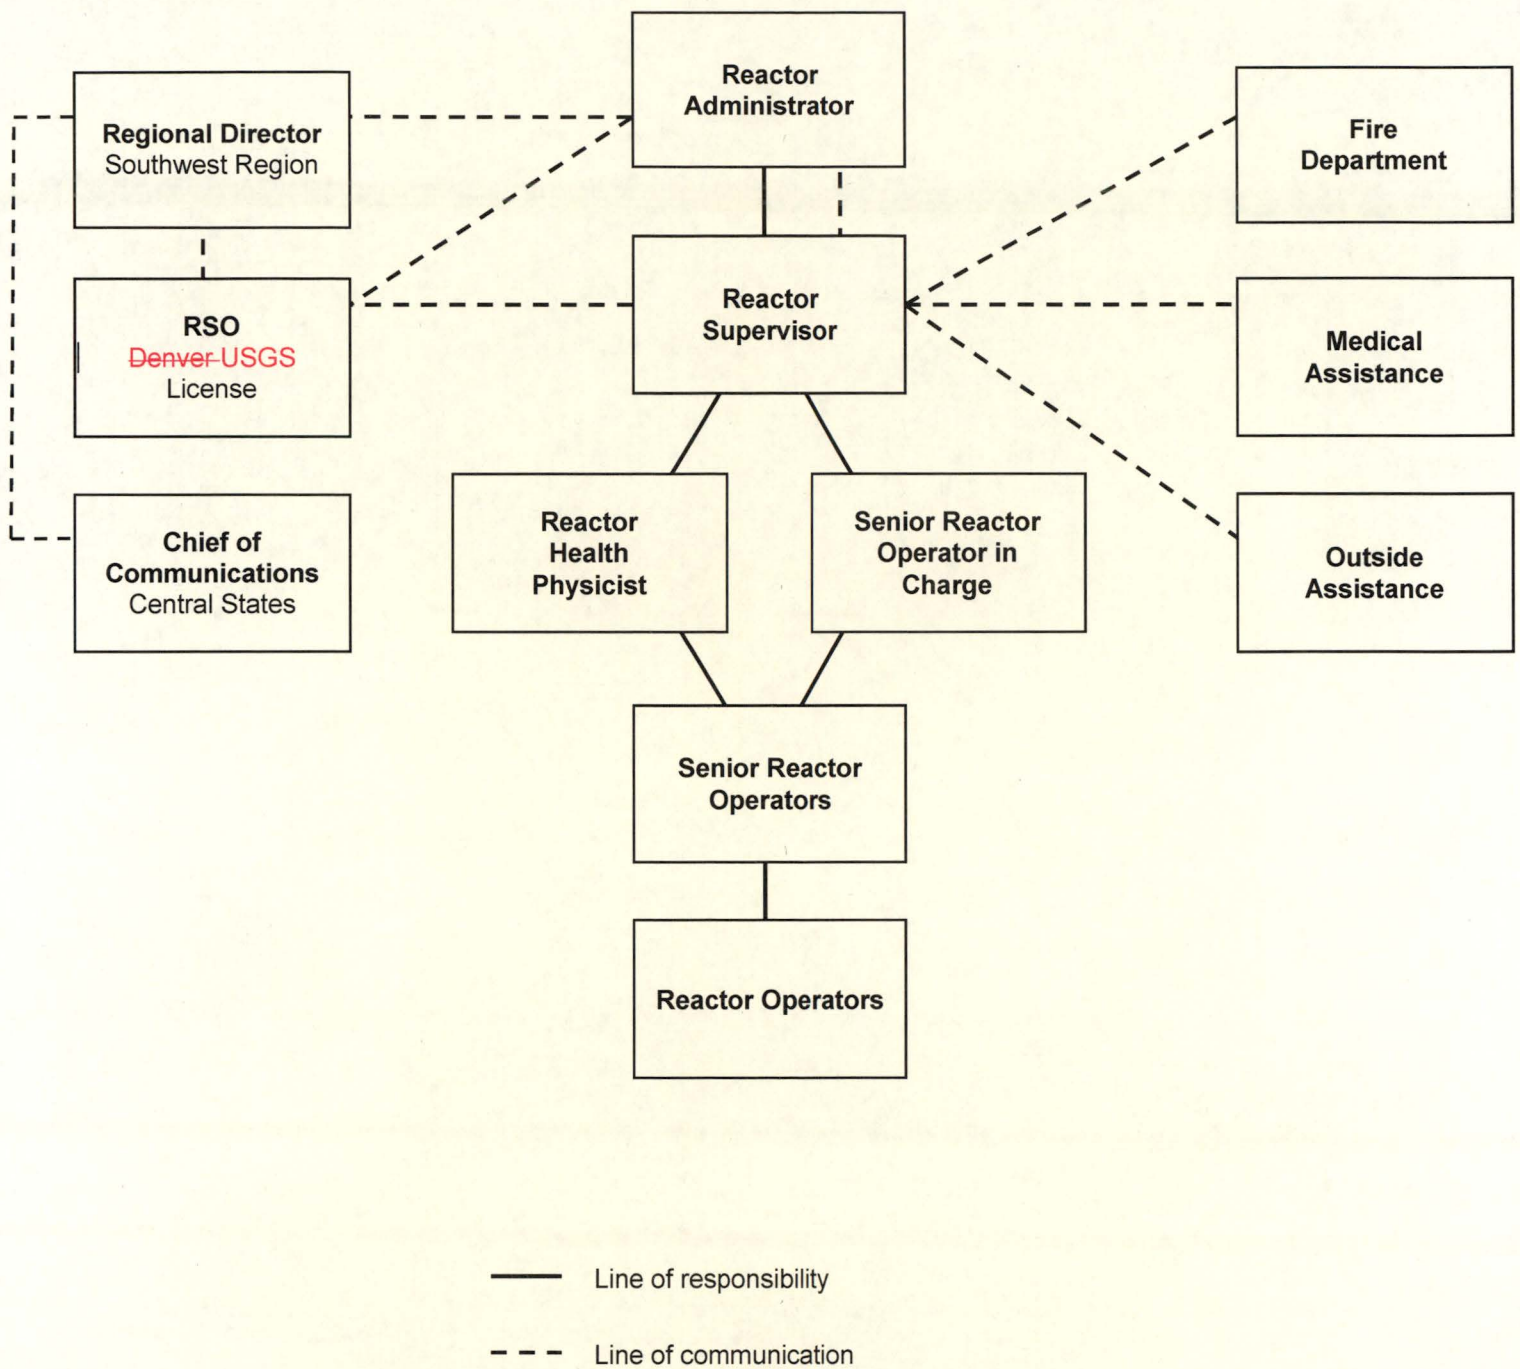 Reactor
Administrator
Regional Director
Southwest Region
Fire
Department
RSO
Denver USGS
License
Reactor
Supervisor
Medical
Assistance
Chief of
Communications
Central States
Reactor
Health
Physicist
Senior Reactor
Operator in
Charge
Outside
Assistance
Senior Reactor
Operators
Reactor Operators
Line of responsibility
Line of communication